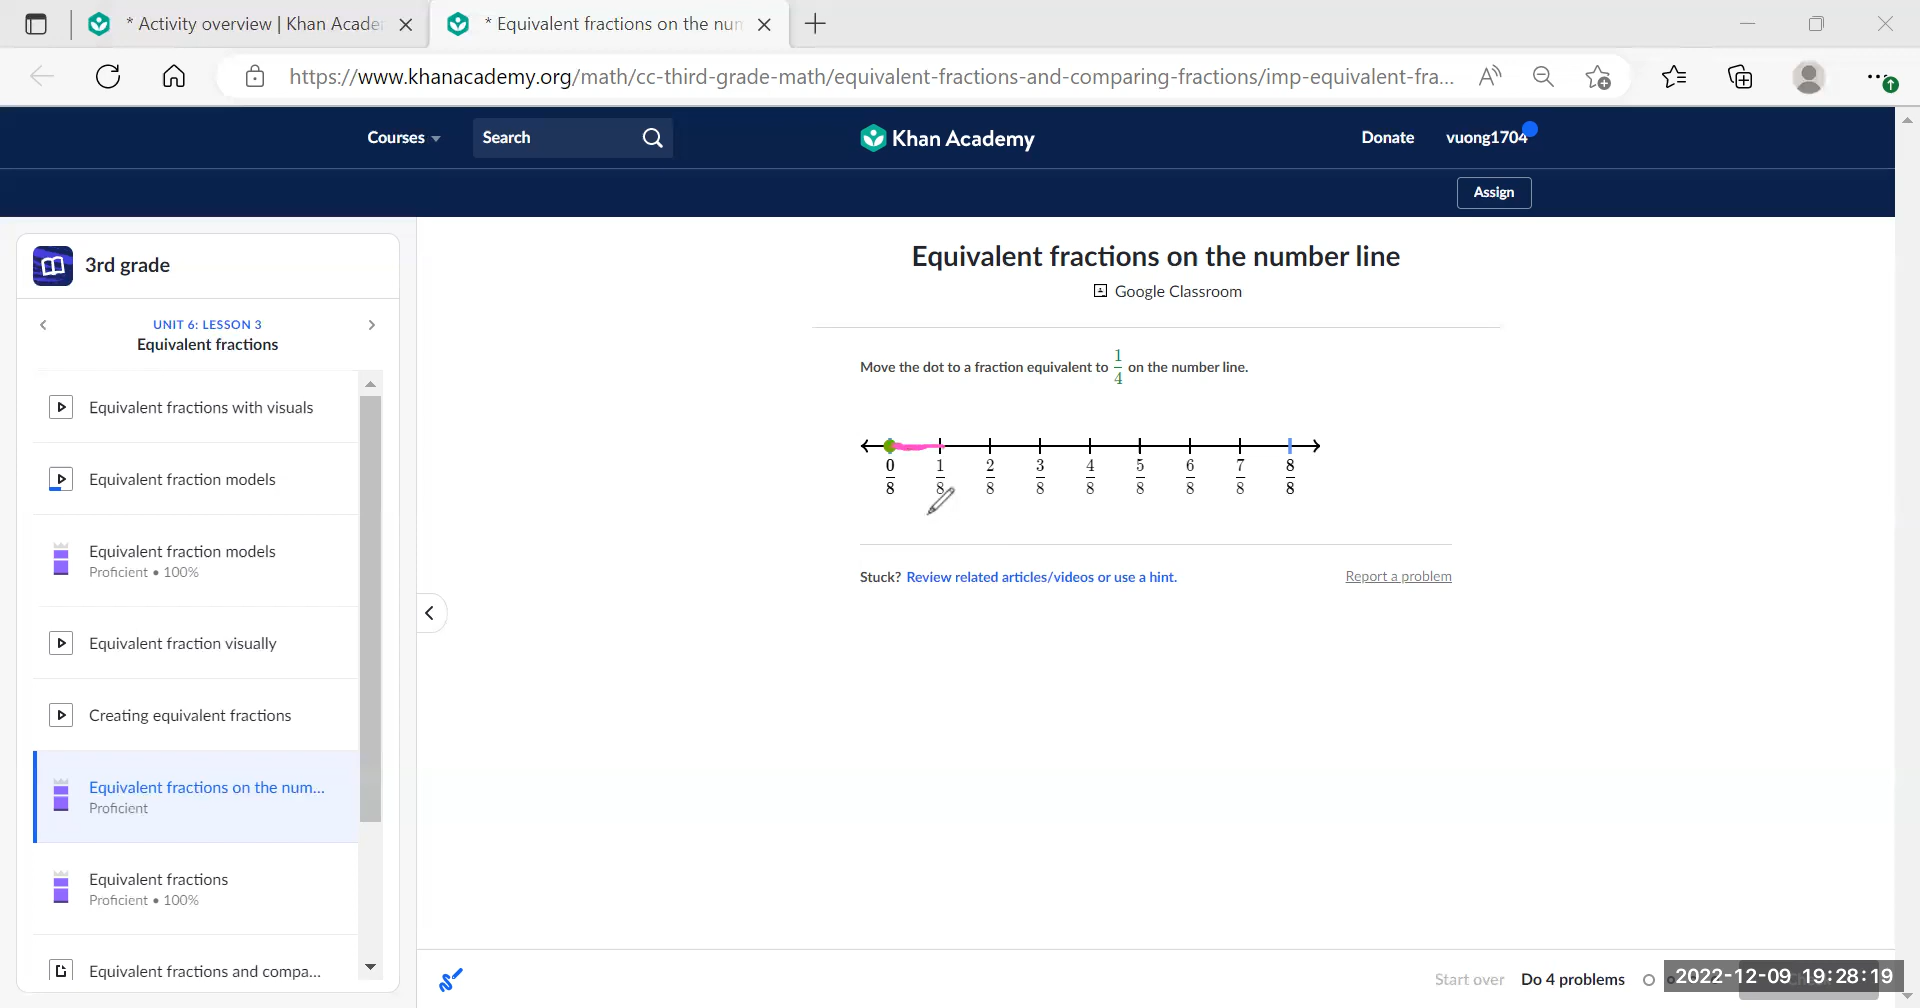 * Activity overview | Khan Acade
* Equivalent fractions on the num
https://www.khanacademy.org/math/cc-third-grade-math/equivalent-fractions-and-comparing-fractions/imp-equivalent-fra...
Courses
Search
Khan Academy
Donate
vuong1704
Assign
3rd grade
UNIT 6: LESSON 3
Equivalent fractions
Equivalent fractions with visuals
Equivalent fraction models
Equivalent fraction models
Proficient • 100%
Equivalent fraction visually
Creating equivalent fractions
Equivalent fractions on the num...
Proficient
Equivalent fractions
Proficient • 100%
Equivalent fractions and compa...
Equivalent fractions on the number line
Google Classroom
Move the dot to a fraction equivalent to 1/4 on the number line.
0/8 1/8 2/8 3/8 4/8 5/8 6/8 7/8 8/8
Stuck? Review related articles/videos or use a hint.
Report a problem
Start over
Do 4 problems
2022-12-09 19:28:19